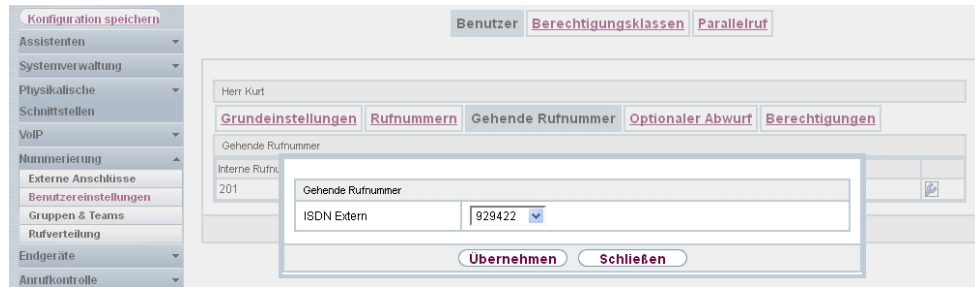 Konfiguration speichern
Assistenten
Systemverwaltung
Physikalische
Schnittstellen
VoIP
Nummerierung
Externe Anschlüsse
Benutzereinstellungen
Gruppen & Teams
Rufverteilung
Endgeräte
Anrufkontrolle
Benutzer Berechtigungsklassen Parallelruf
Herr Kurt
Grundeinstellungen Rufnummern Gehende Rufnummer Optionaler Abwurf Berechtigungen
Gehende Rufnummer
Interne Rufnu
201
Gehende Rufnummer
ISDN Extern 929422
Übernehmen Schließen